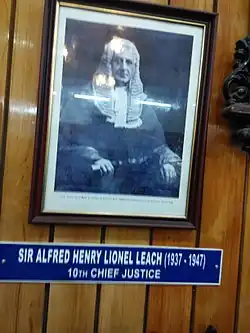 SIR ALFRED HENRY LIONEL LEACH (1937 - 1947)
10TH CHIEF JUSTICE